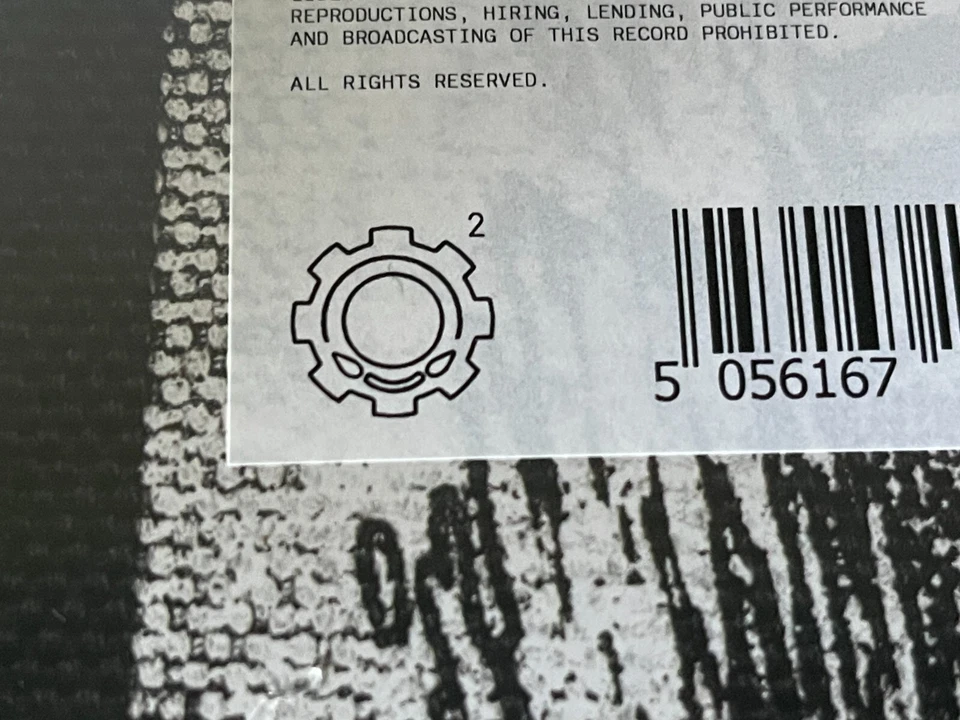 REPRODUCTIONS, HIRING, LENDING, PUBLIC PERFORMANCE
AND BROADCASTING OF THIS RECORD PROHIBITED.
ALL RIGHTS RESERVED.
2
5 056167